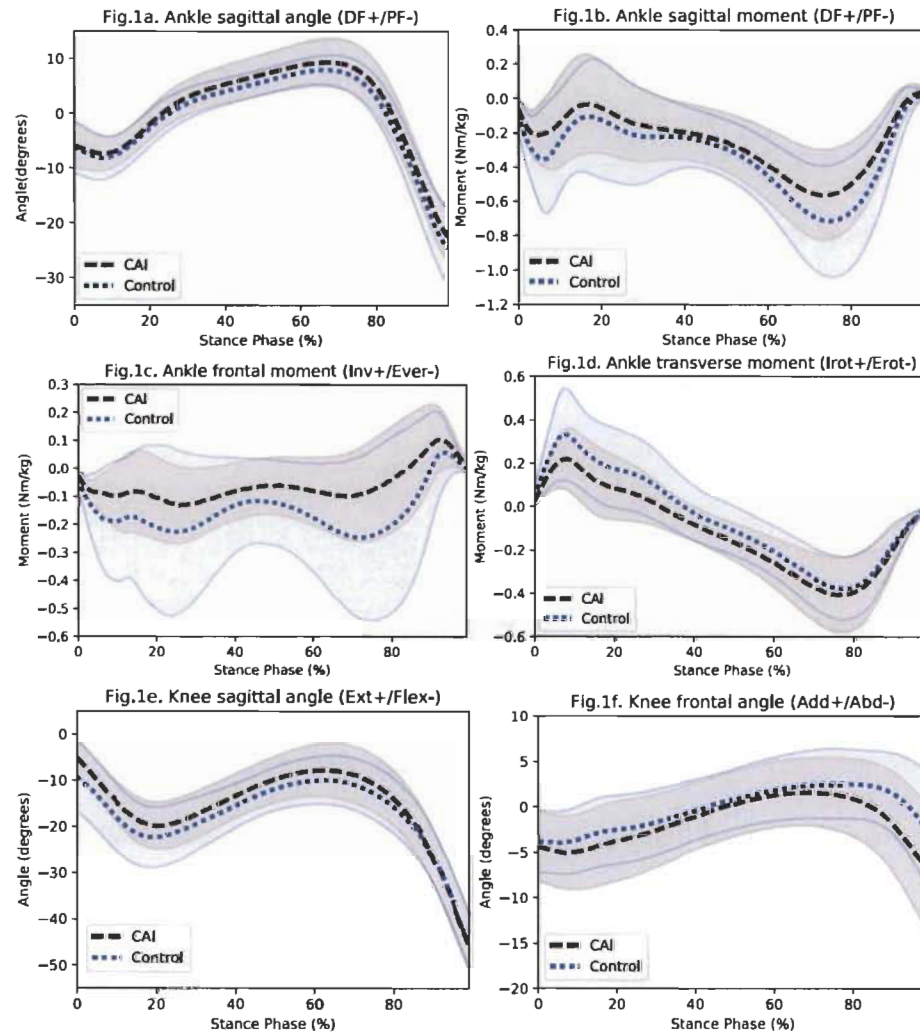 Fig.1a. Ankle sagittal angle (DF+/PF-)
Angle(degrees)
10
0
−10
−20
−30
CAI
Control
0
20
40
60
80
Stance Phase (%)
Fig.1b. Ankle sagittal moment (DF+/PF-)
Moment (Nm/kg)
0.4
0.2
0.0
−0.2
−0.4
−0.6
−0.8
−1.0
−1.2
CAI
Control
0
20
40
60
80
Stance Phase (%)
Fig.1c. Ankle frontal moment (Inv+/Ever-)
Moment (Nm/kg)
0.3
0.2
0.1
0.0
−0.1
−0.2
−0.3
−0.4
−0.5
−0.6
CAI
Control
0
20
40
60
80
Stance Phase (%)
Fig.1d. Ankle transverse moment (Irot+/Erot-)
Moment (Nm/kg)
0.6
0.4
0.2
0.0
−0.2
−0.4
−0.6
CAI
Control
0
20
40
60
80
Stance Phase (%)
Fig.1e. Knee sagittal angle (Ext+/Flex-)
Angle (degrees)
0
−10
−20
−30
−40
−50
CAI
Control
0
20
40
60
80
Stance Phase (%)
Fig.1f. Knee frontal angle (Add+/Abd-)
Angle (degrees)
10
5
0
−5
−10
−15
−20
CAI
Control
0
20
40
60
80
Stance Phase (%)